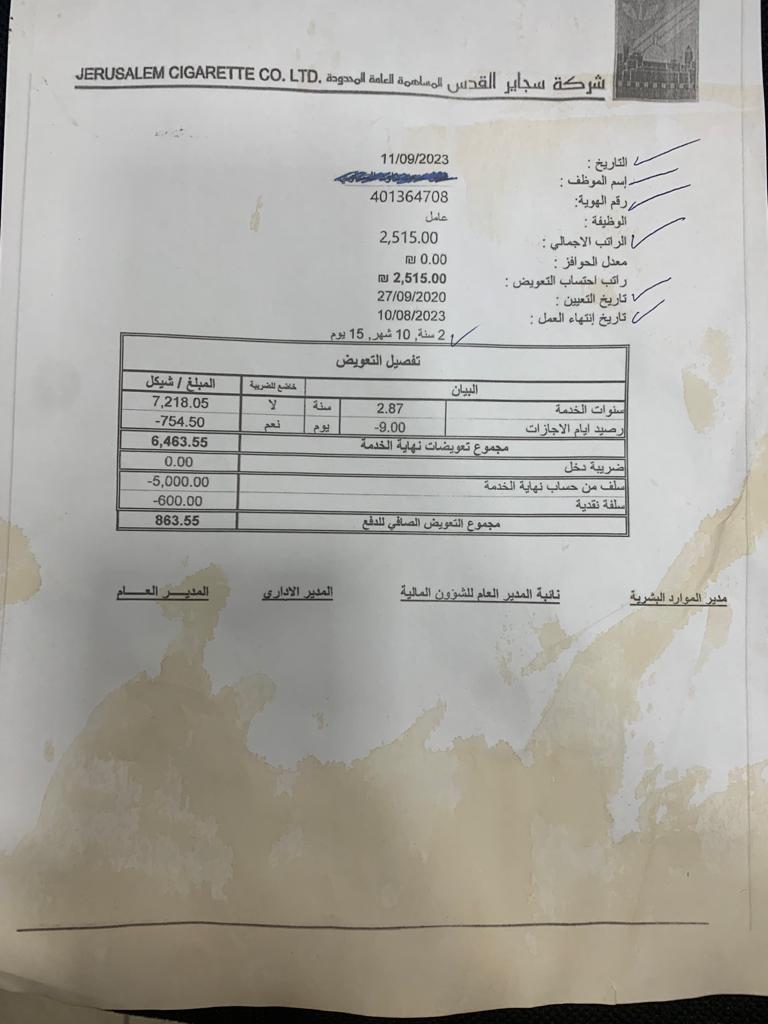 شركة سجاير القدس المساهمة العامة المحدودة JERUSALEM CIGARETTE CO. LTD.
التاريخ : 11/09/2023
إسم الموظف :
رقم الهوية: 401364708
الوظيفة : عامل
الراتب الاجمالي : 2,515.00
معدل الحوافز : 0.00 ₪
راتب احتساب التعويض : 2,515.00 ₪
تاريخ التعيين : 27/09/2020
تاريخ إنتهاء العمل : 10/08/2023
2 سنة, 10 شهر, 15 يوم
تفصيل التعويض
البيان خاضع للضريبة المبلغ / شيكل
سنوات الخدمة 2.87 سنة لا 7,218.05
رصيد ايام الاجازات -9.00 يوم نعم -754.50
مجموع تعويضات نهاية الخدمة 6,463.55
ضريبة دخل 0.00
سلف من حساب نهاية الخدمة -5,000.00
سلفة نقدية -600.00
مجموع التعويض الصافي للدفع 863.55
مدير الموارد البشرية نائبة المدير العام للشؤون المالية المدير الاداري المديـــر العـــام